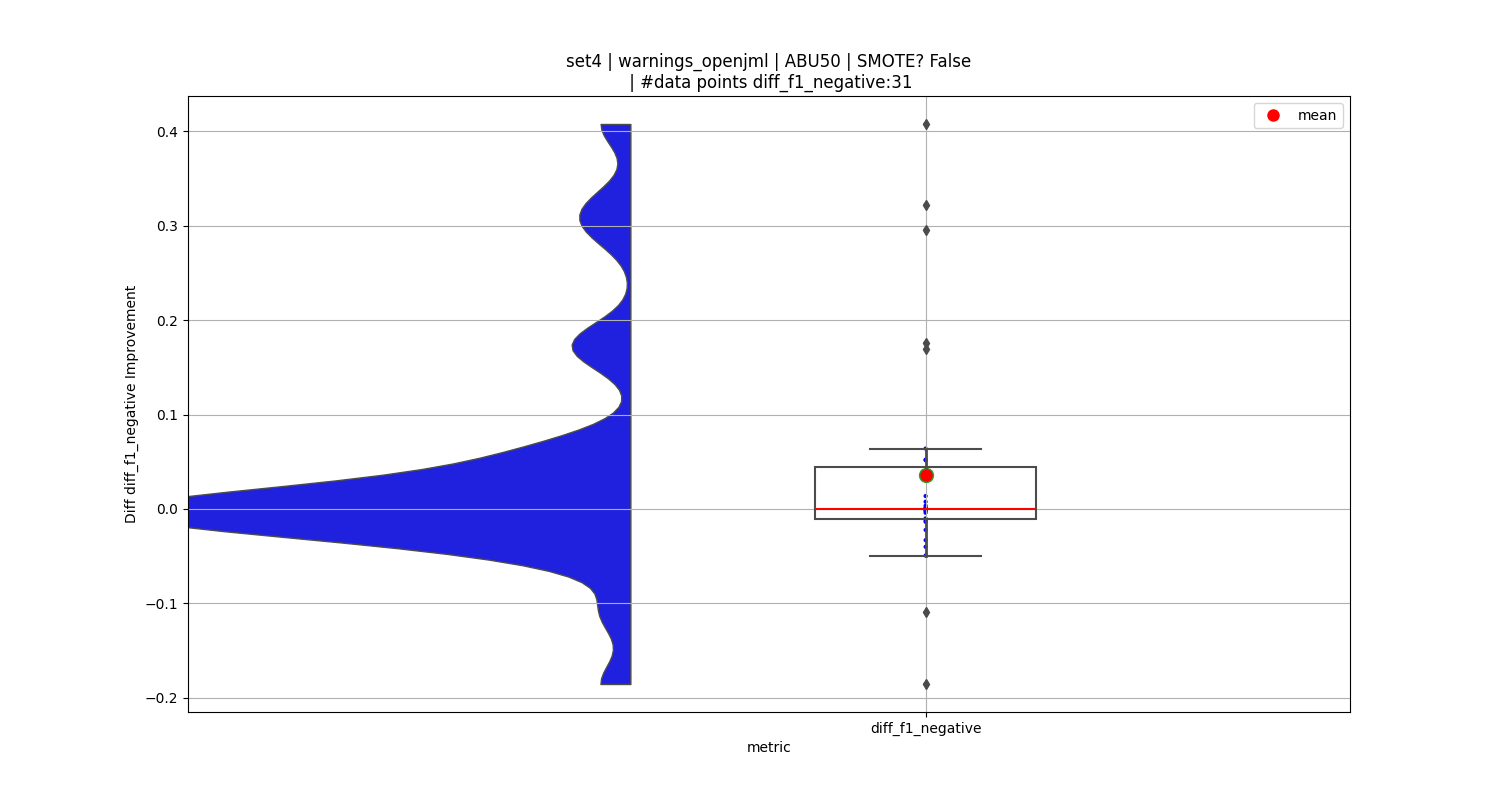 set4 | warnings_openjml | ABU50 | SMOTE? False
| #data points diff_f1_negative:31
mean
0.4
0.3
0.2
0.1
0.0
−0.1
−0.2
Diff diff_f1_negative Improvement
diff_f1_negative
metric